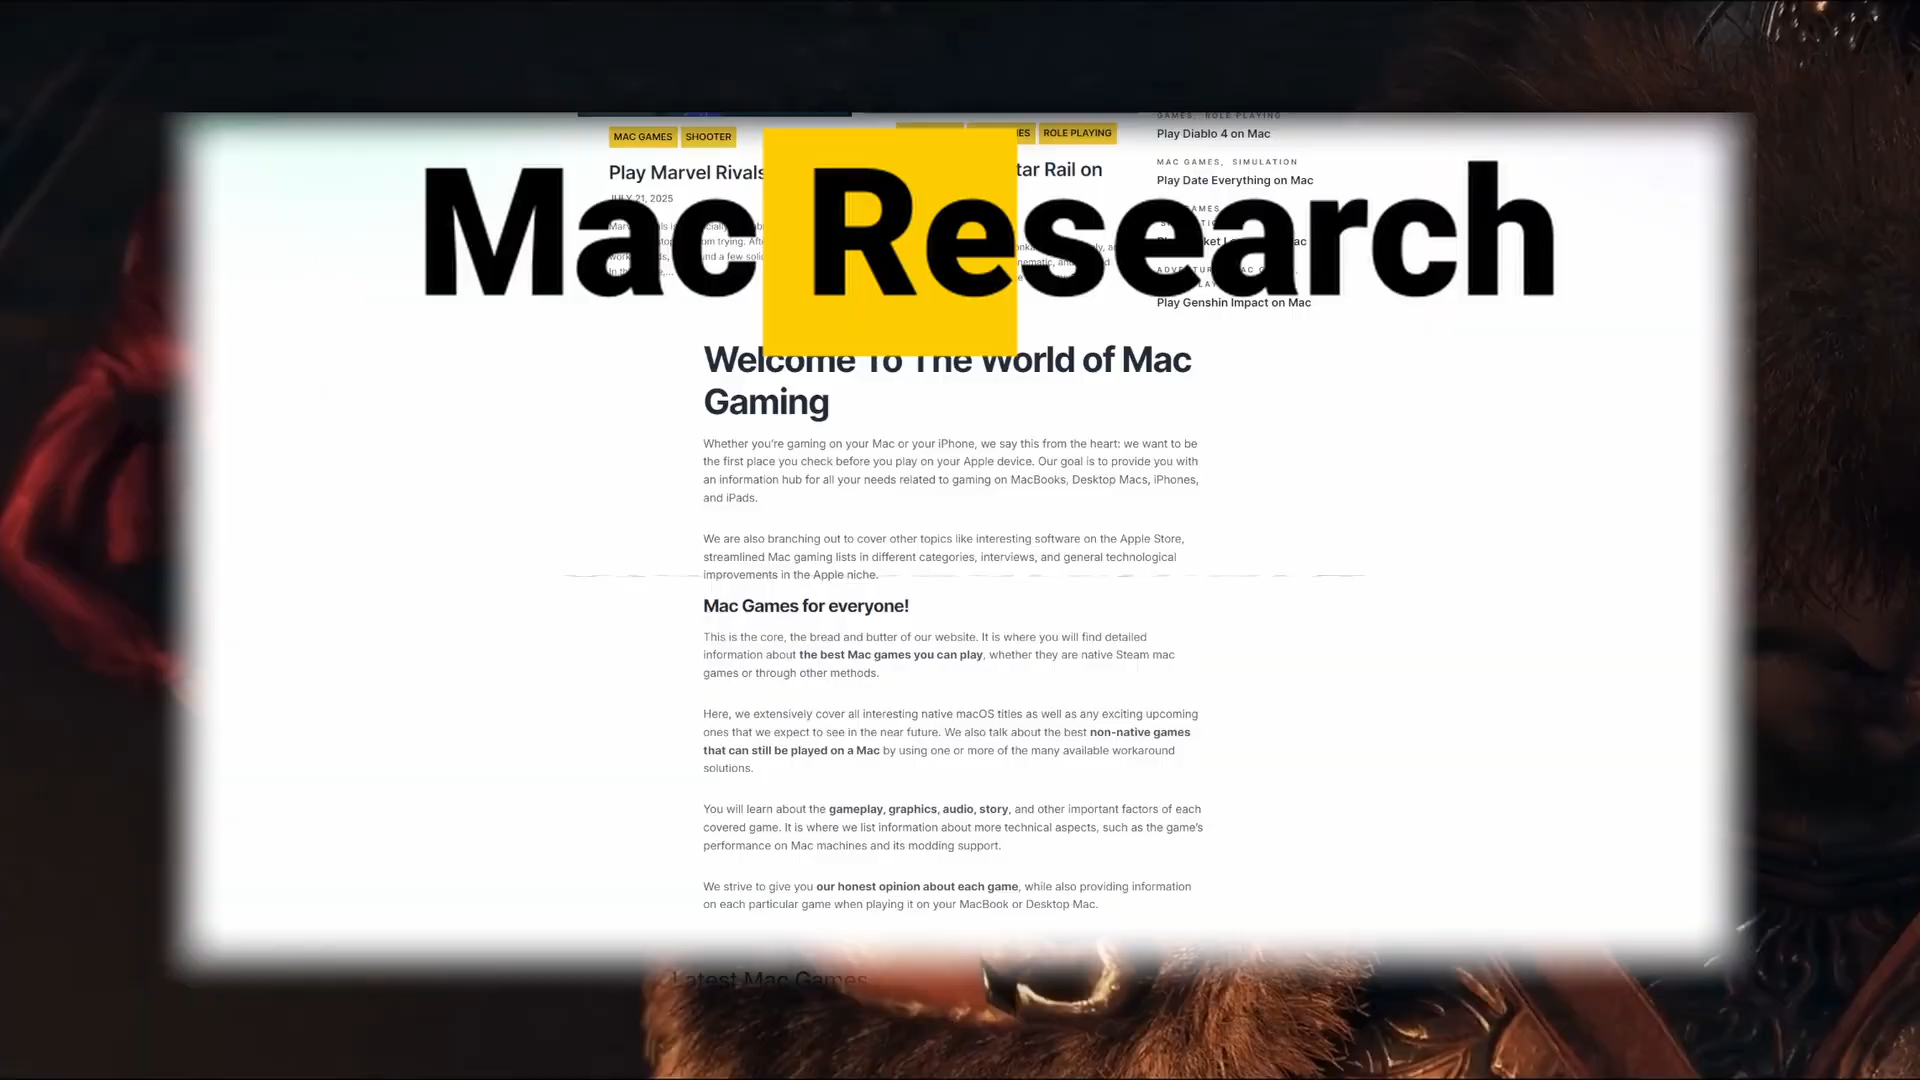 MAC GAMES SHOOTER
ROLE PLAYING
Play Marvel Rivals
tar Rail on
JULY 21, 2025
GAMES, ROLE PLAYING
Play Diablo 4 on Mac
MAC GAMES, SIMULATION
Play Date Everything on Mac
Play Genshin Impact on Mac
Mac Research
Welcome To The World of Mac
Gaming
Whether you're gaming on your Mac or your iPhone, we say this from the heart: we want to be
the first place you check before you play on your Apple device. Our goal is to provide you with
an information hub for all your needs related to gaming on MacBooks, Desktop Macs, iPhones,
and iPads.
We are also branching out to cover other topics like interesting software on the Apple Store,
streamlined Mac gaming lists in different categories, interviews, and general technological
improvements in the Apple niche.
Mac Games for everyone!
This is the core, the bread and butter of our website. It is where you will find detailed
information about the best Mac games you can play, whether they are native Steam mac
games or through other methods.
Here, we extensively cover all interesting native macOS titles as well as any exciting upcoming
ones that we expect to see in the near future. We also talk about the best non-native games
that can still be played on a Mac by using one or more of the many available workaround
solutions.
You will learn about the gameplay, graphics, audio, story, and other important factors of each
covered game. It is where we list information about more technical aspects, such as the game's
performance on Mac machines and its modding support.
We strive to give you our honest opinion about each game, while also providing information
on each particular game when playing it on your MacBook or Desktop Mac.
Latest Mac Games